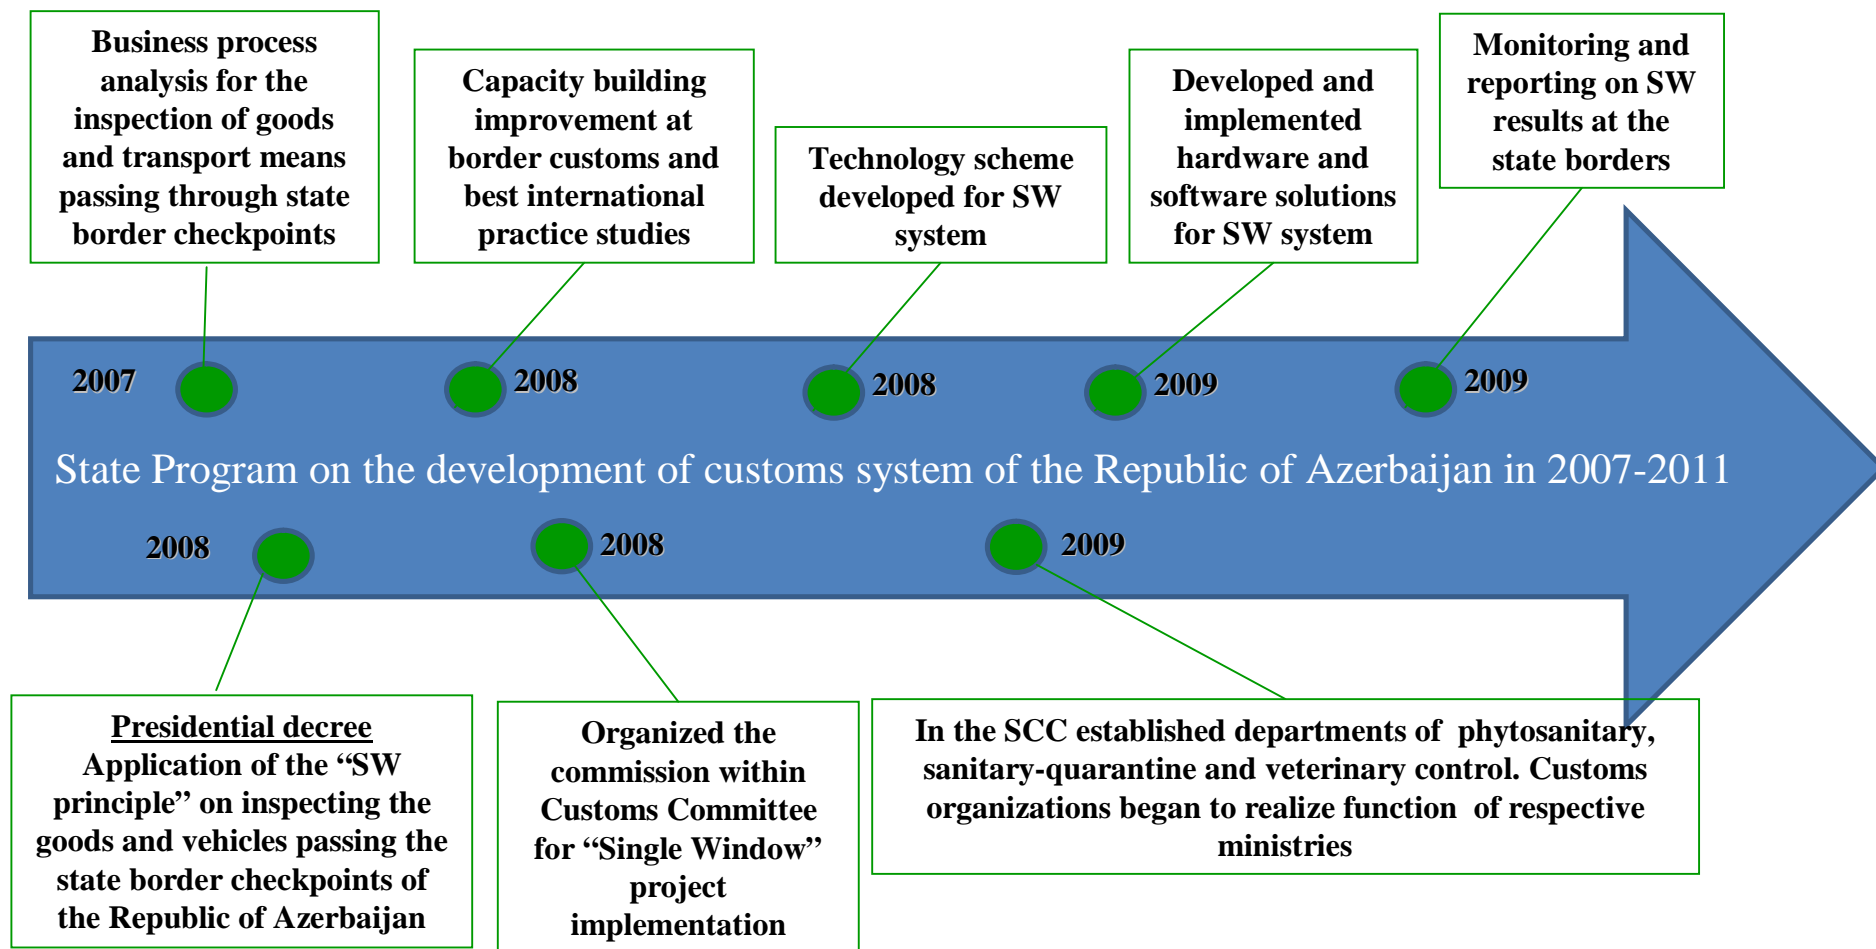 Business process
analysis for the
inspection of goods
and transport means
passing through state
border checkpoints
Capacity building
improvement at
border customs and
best international
practice studies
Technology scheme
developed for SW
system
Developed and
implemented
hardware and
software solutions
for SW system
Monitoring and
reporting on SW
results at the
state borders
2007
2008
2008
2009
2009
State Program on the development of customs system of the Republic of Azerbaijan in 2007-2011
2008
2008
2009
Presidential decree
Application of the “SW
principle” on inspecting the
goods and vehicles passing the
state border checkpoints of
the Republic of Azerbaijan
Organized the
commission within
Customs Committee
for “Single Window”
project
implementation
In the SCC established departments of phytosanitary,
sanitary-quarantine and veterinary control. Customs
organizations began to realize function of respective
ministries